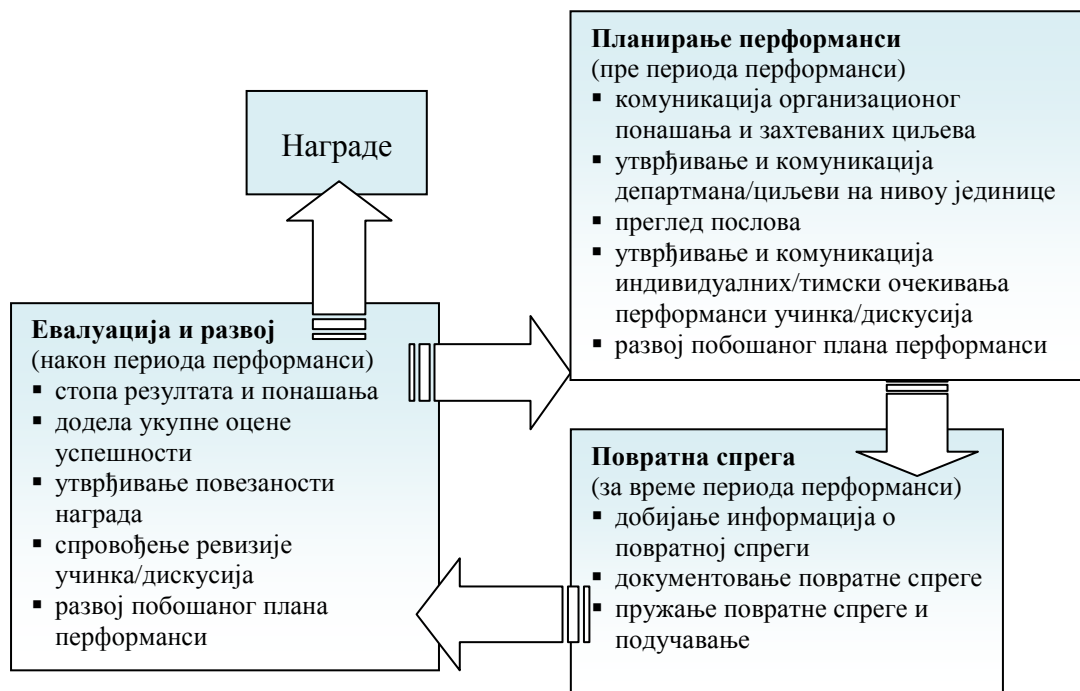 Награде
Планирање перформанси
(пре периода перформанси)
▪ комуникација организационог
понашања и захтеваних циљева
▪ утврђивање и комуникација
департмана/циљеви на нивоу јединице
▪ преглед послова
▪ утврђивање и комуникација
индивидуалних/тимски очекивања
перформанси учинка/дискусија
▪ развој побошаног плана перформанси
Повратна спрега
(за време периода перформанси)
▪ добијање информација о
повратној спреги
▪ документовање повратне спреге
▪ пружање повратне спреге и
подучавање
Евалуација и развој
(након периода перформанси)
▪ стопа резултата и понашања
▪ додела укупне оцене
успешности
▪ утврђивање повезаности
награда
▪ спровођење ревизије
учинка/дискусија
▪ развој побошаног плана
перформанси